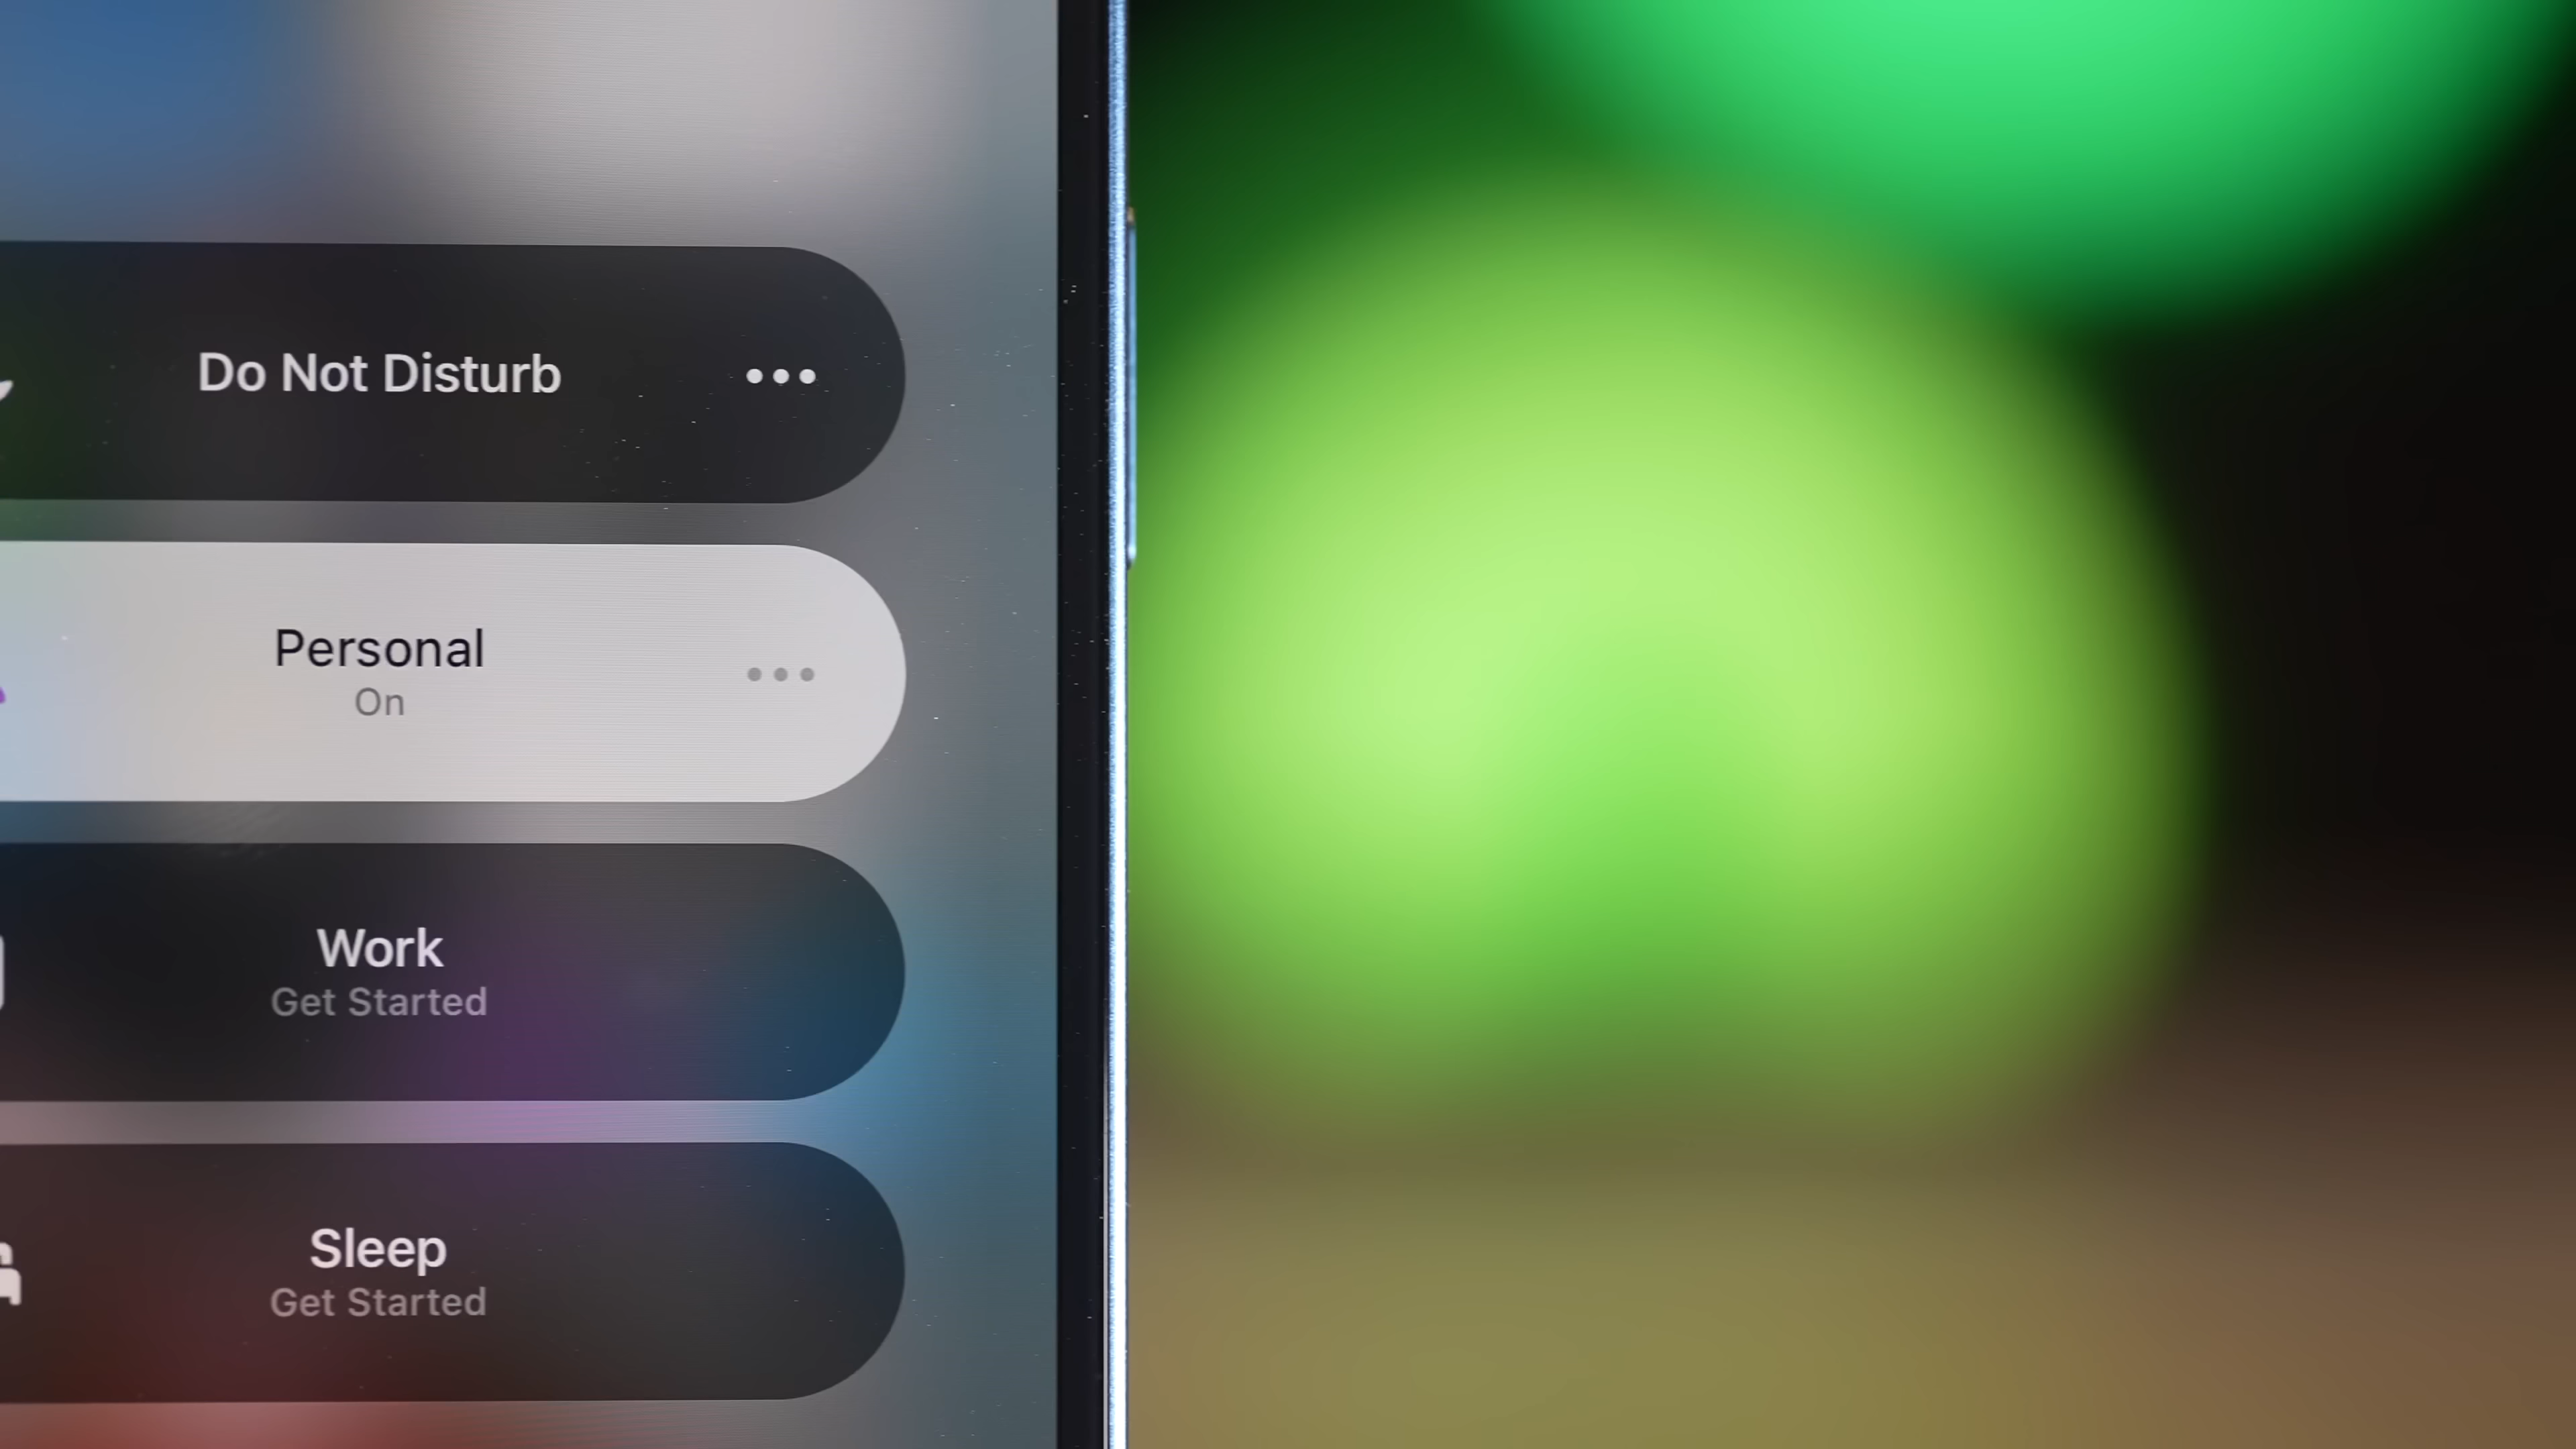 Do Not Disturb
Personal
On
Work
Get Started
Sleep
Get Started